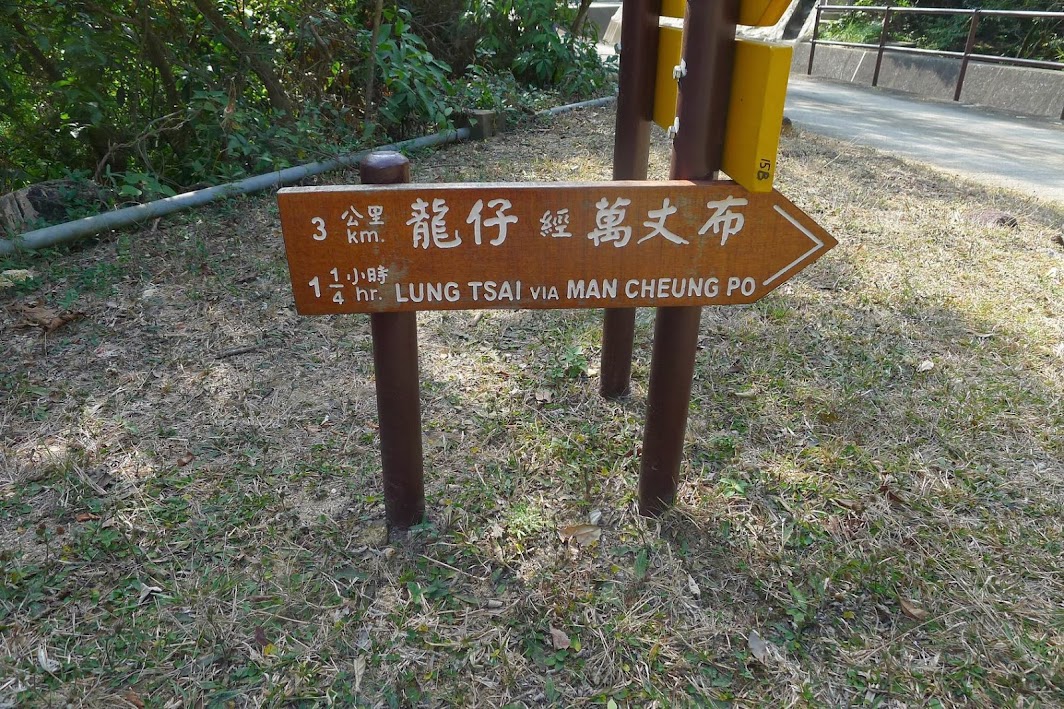 3 公里 龍仔 經 萬丈布
km.
1 1/4 小時
hr. LUNG TSAI VIA MAN CHEUNG PO
158